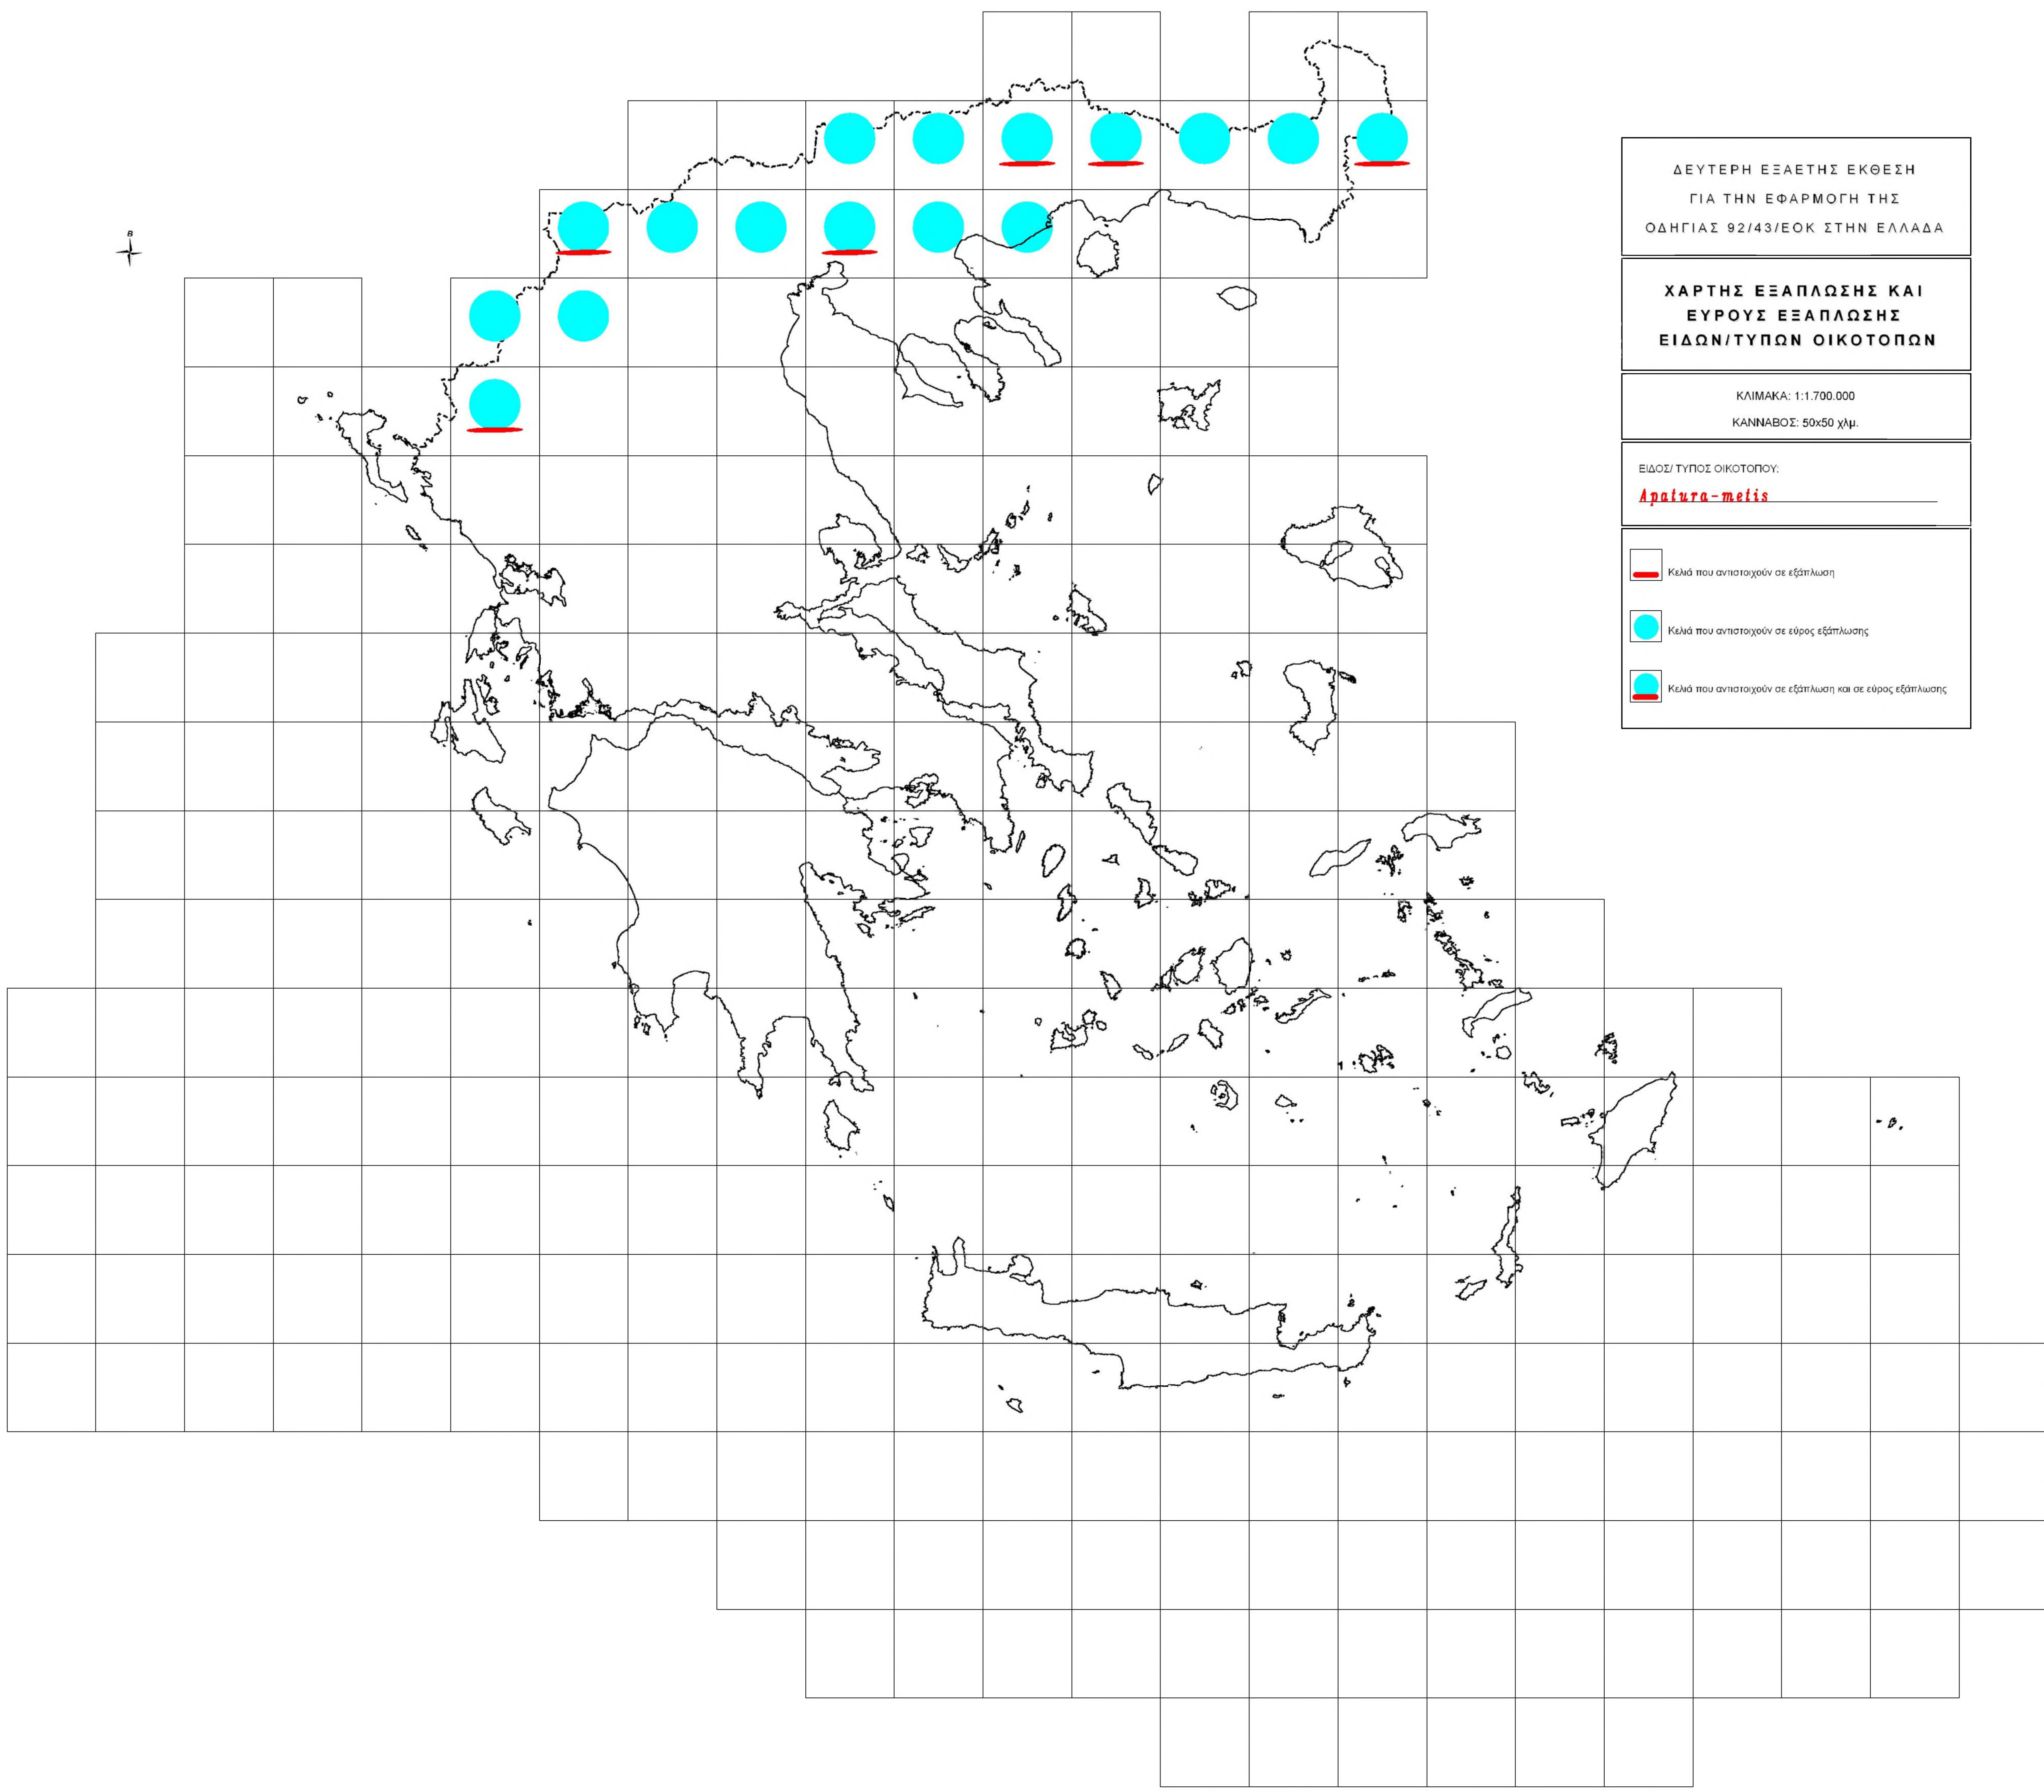 Β
ΔΕΥΤΕΡΗ ΕΞΑΕΤΗΣ ΕΚΘΕΣΗ
ΓΙΑ ΤΗΝ ΕΦΑΡΜΟΓΗ ΤΗΣ
ΟΔΗΓΙΑΣ 92/43/ΕΟΚ ΣΤΗΝ ΕΛΛΑΔΑ
ΧΑΡΤΗΣ ΕΞΑΠΛΩΣΗΣ ΚΑΙ
ΕΥΡΟΥΣ ΕΞΑΠΛΩΣΗΣ
ΕΙΔΩΝ/ΤΥΠΩΝ ΟΙΚΟΤΟΠΩΝ
ΚΛΙΜΑΚΑ: 1:1.700.000
ΚΑΝΝΑΒΟΣ: 50x50 χλμ.
ΕΙΔΟΣ/ ΤΥΠΟΣ ΟΙΚΟΤΟΠΟΥ:
Apatura-metis
Κελιά που αντιστοιχούν σε εξάπλωση
Κελιά που αντιστοιχούν σε εύρος εξάπλωσης
Κελιά που αντιστοιχούν σε εξάπλωση και σε εύρος εξάπλωσης